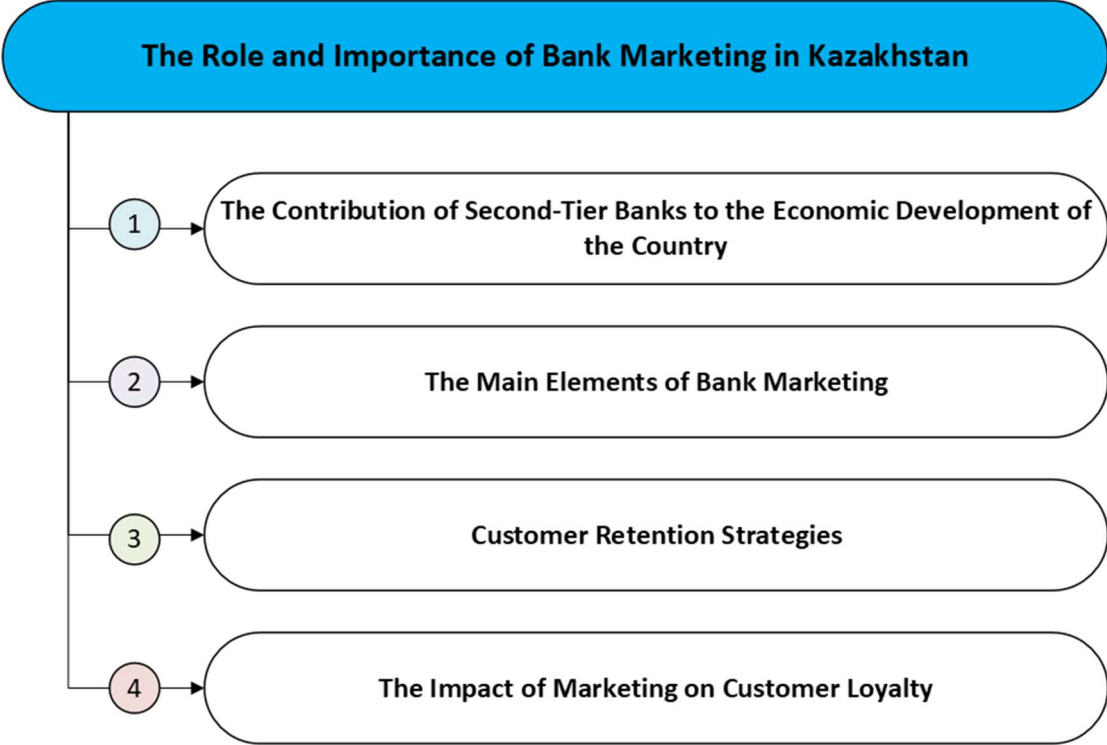 The Role and Importance of Bank Marketing in Kazakhstan
1
The Contribution of Second-Tier Banks to the Economic Development of
the Country
2
The Main Elements of Bank Marketing
3
Customer Retention Strategies
4
The Impact of Marketing on Customer Loyalty